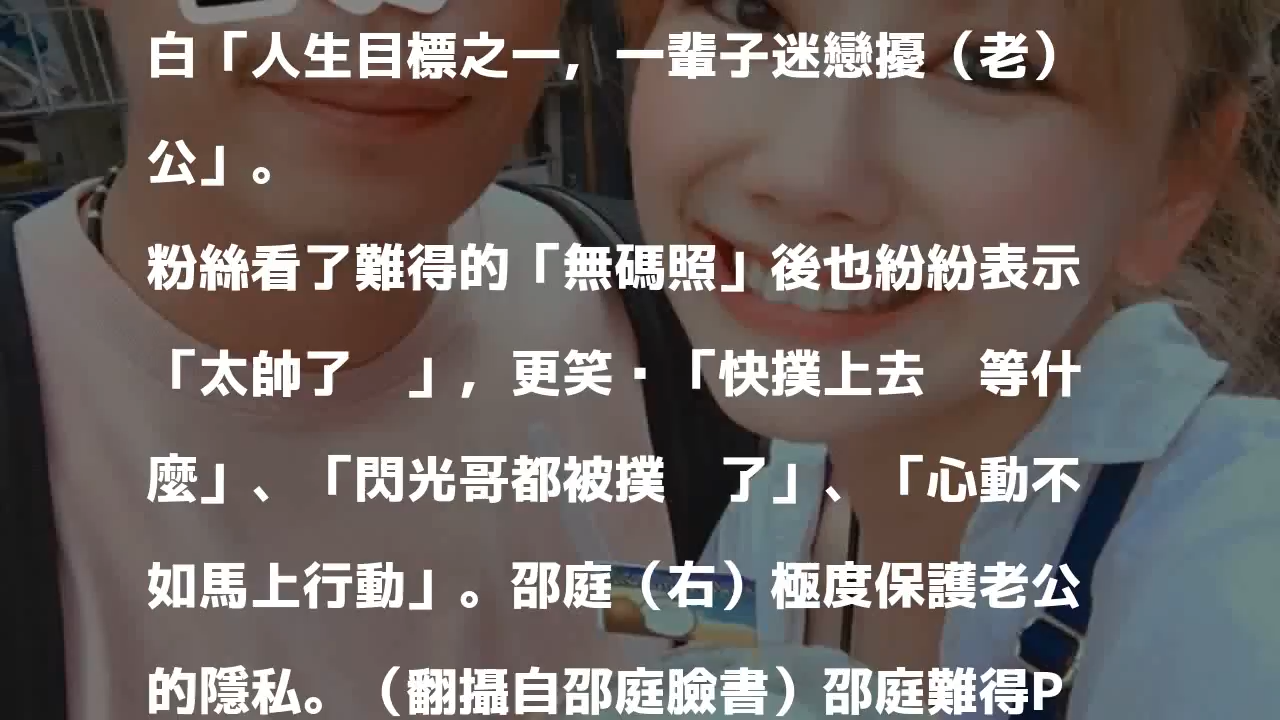 白「人生目標之一，一輩子迷戀擾（老）
公」。
粉絲看了難得的「無碼照」後也紛紛表示
「太帥了　」，更笑·「快撲上去　等什
麼」、「閃光哥都被撲　了」、「心動不
如馬上行動」。邵庭（右）極度保護老公
的隱私。（翻攝自邵庭臉書）邵庭難得P